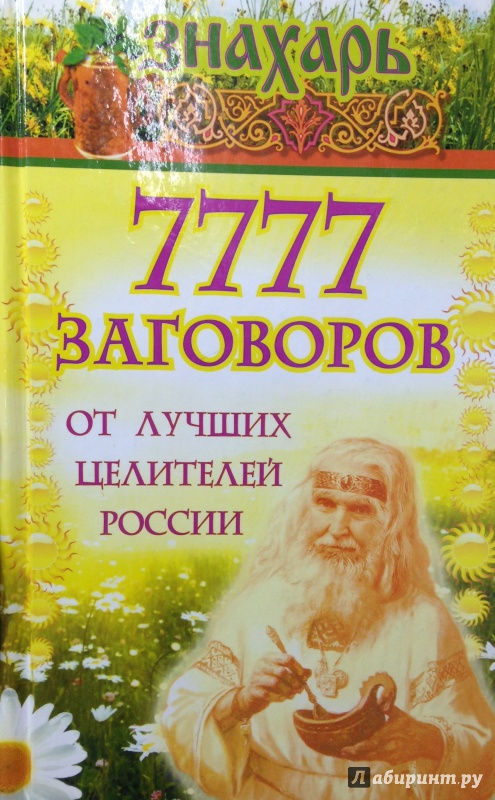 ЗНАХАРЬ
7777
ЗАГОВОРОВ
ОТ ЛУЧШИХ
ЦЕЛИТЕЛЕЙ
РОССИИ
Лабиринт.ру